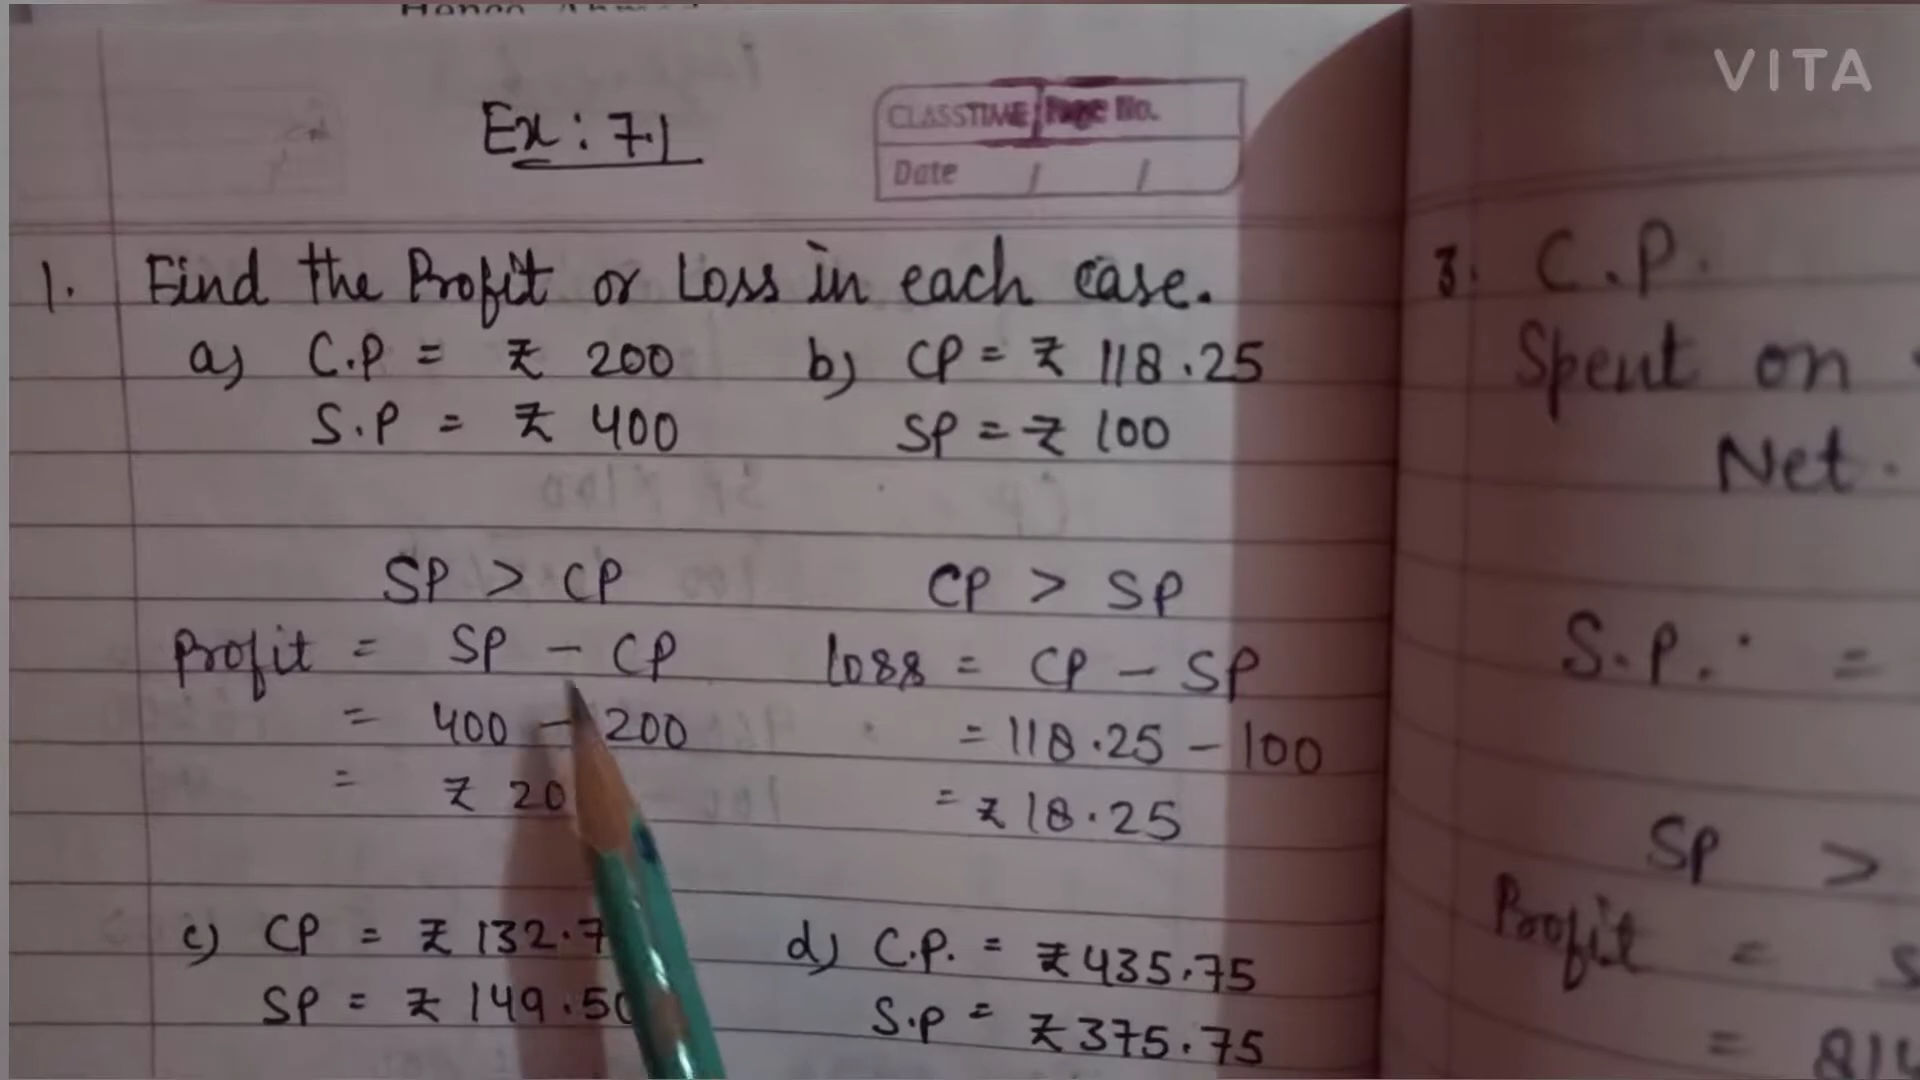 VITA
CLASSTIME Page No.
Date / /
Ex: 7.1
1. Find the Profit or Loss in each case.
a) C.P = ₹ 200 b) CP = ₹ 118.25
S.P = ₹ 400 SP = ₹ 100
SP > CP CP > SP
Profit = SP - CP loss = CP - SP
= 400 - 200 = 118.25 - 100
= ₹ 20 = ₹ 18.25
c) CP = ₹ 132.7 d) C.P. = ₹ 435.75
SP = ₹ 149.50 S.P = ₹ 375.75
3. C.P.
Spent on
Net.
S.P. =
SP >
Profit = S
= 814